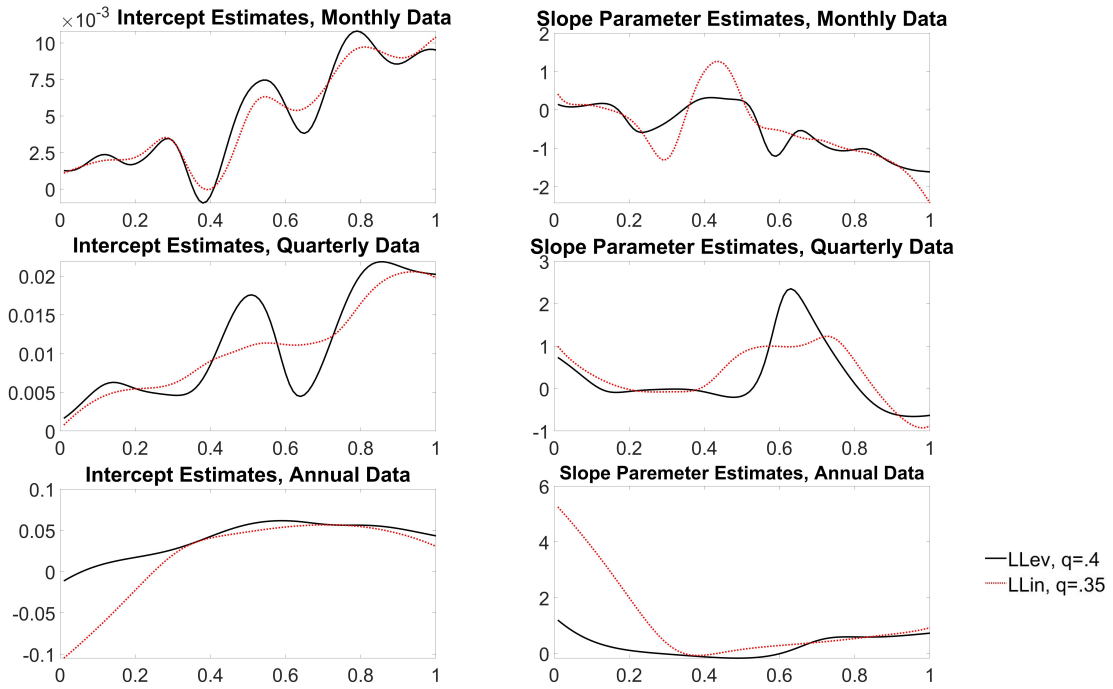 ×10⁻³ Intercept Estimates, Monthly Data
10
7.5
5
2.5
0
0 0.2 0.4 0.6 0.8 1
Slope Parameter Estimates, Monthly Data
2
1
0
-1
-2
0 0.2 0.4 0.6 0.8 1
Intercept Estimates, Quarterly Data
0.02
0.015
0.01
0.005
0
0 0.2 0.4 0.6 0.8 1
Slope Parameter Estimates, Quarterly Data
3
2
1
0
-1
0 0.2 0.4 0.6 0.8 1
Intercept Estimates, Annual Data
0.1
0.05
0
-0.05
-0.1
0 0.2 0.4 0.6 0.8 1
Slope Paremeter Estimates, Annual Data
6
4
2
0
0 0.2 0.4 0.6 0.8 1
LLev, q=.4
LLin, q=.35